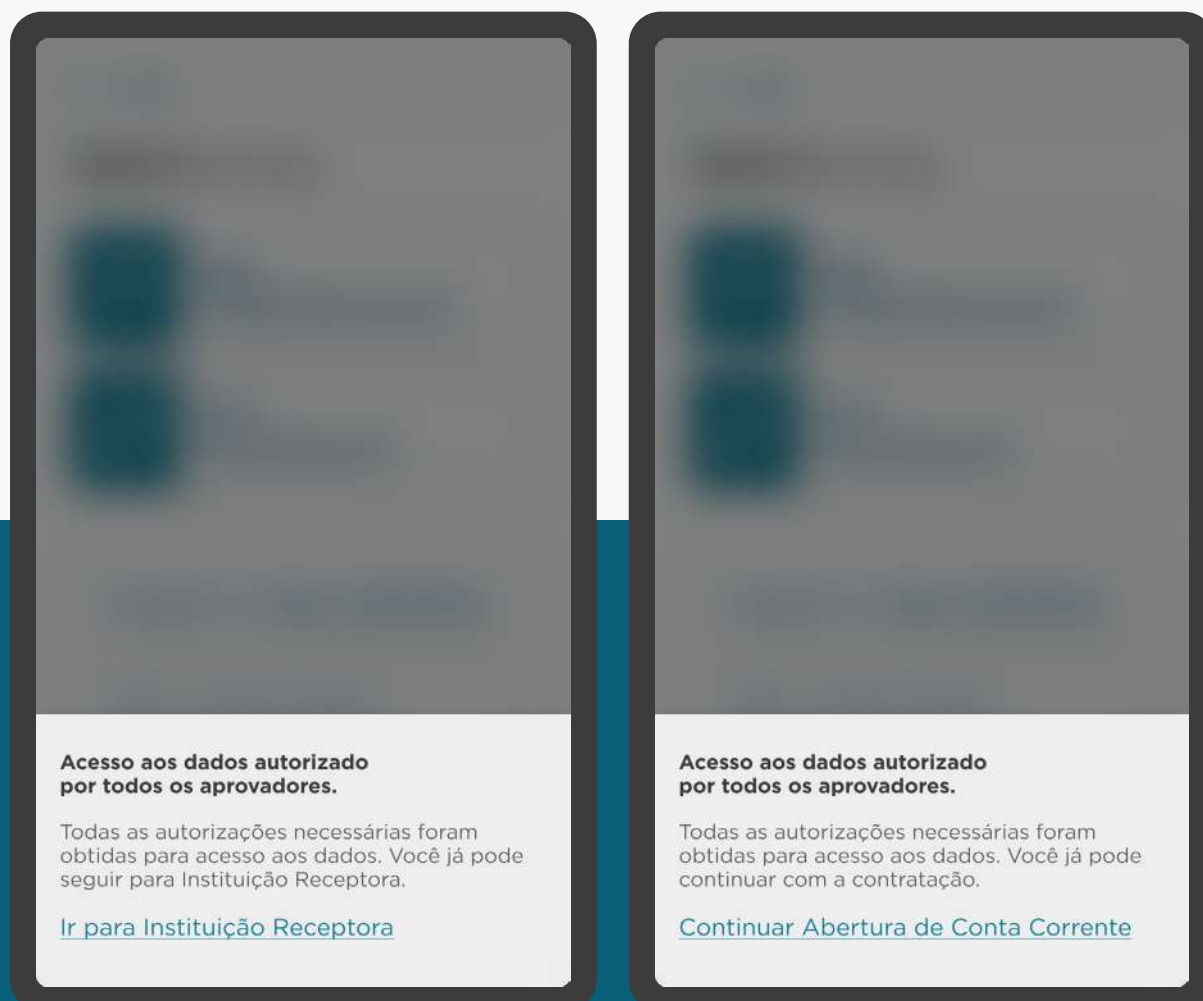 Acesso aos dados autorizado
por todos os aprovadores.
Todas as autorizações necessárias foram
obtidas para acesso aos dados. Você já pode
seguir para Instituição Receptora.
Ir para Instituição Receptora
Acesso aos dados autorizado
por todos os aprovadores.
Todas as autorizações necessárias foram
obtidas para acesso aos dados. Você já pode
continuar com a contratação.
Continuar Abertura de Conta Corrente